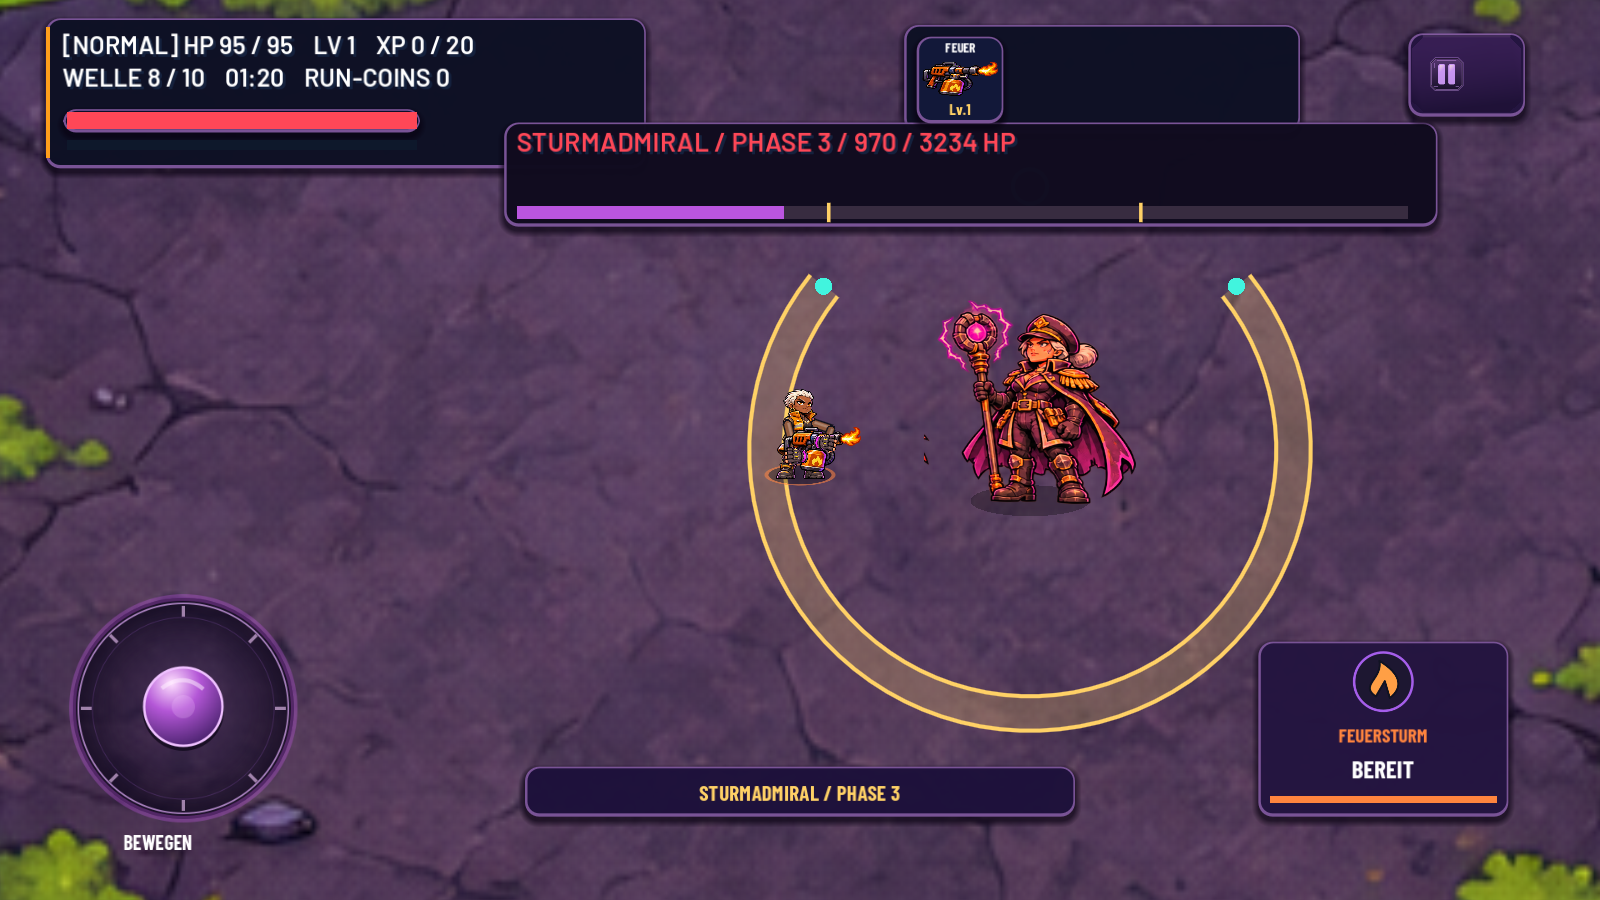 [NORMAL] HP 95 / 95 LV 1 XP 0 / 20
WELLE 8 / 10 01:20 RUN-COINS 0
FEUER
Lv.1
STURMADMIRAL / PHASE 3 / 970 / 3234 HP
FEUERSTURM
BEREIT
STURMADMIRAL / PHASE 3
BEWEGEN